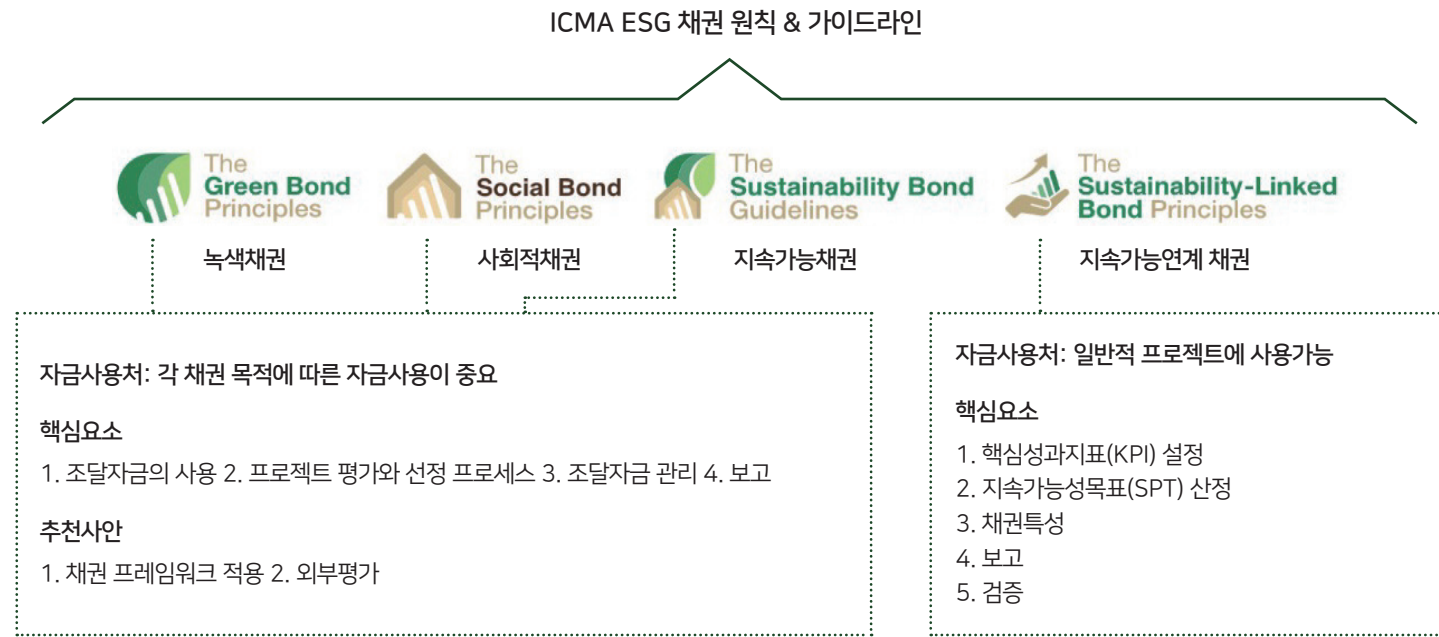 ICMA ESG 채권 원칙 & 가이드라인
The
Green Bond
Principles
The
Social Bond
Principles
The
Sustainability Bond
Guidelines
The
Sustainability-Linked
Bond Principles
녹색채권
사회적채권
지속가능채권
지속가능연계 채권
자금사용처: 각 채권 목적에 따른 자금사용이 중요
핵심요소
1. 조달자금의 사용 2. 프로젝트 평가와 선정 프로세스 3. 조달자금 관리 4. 보고
추천사안
1. 채권 프레임워크 적용 2. 외부평가
자금사용처: 일반적 프로젝트에 사용가능
핵심요소
1. 핵심성과지표(KPI) 설정
2. 지속가능성목표(SPT) 산정
3. 채권특성
4. 보고
5. 검증